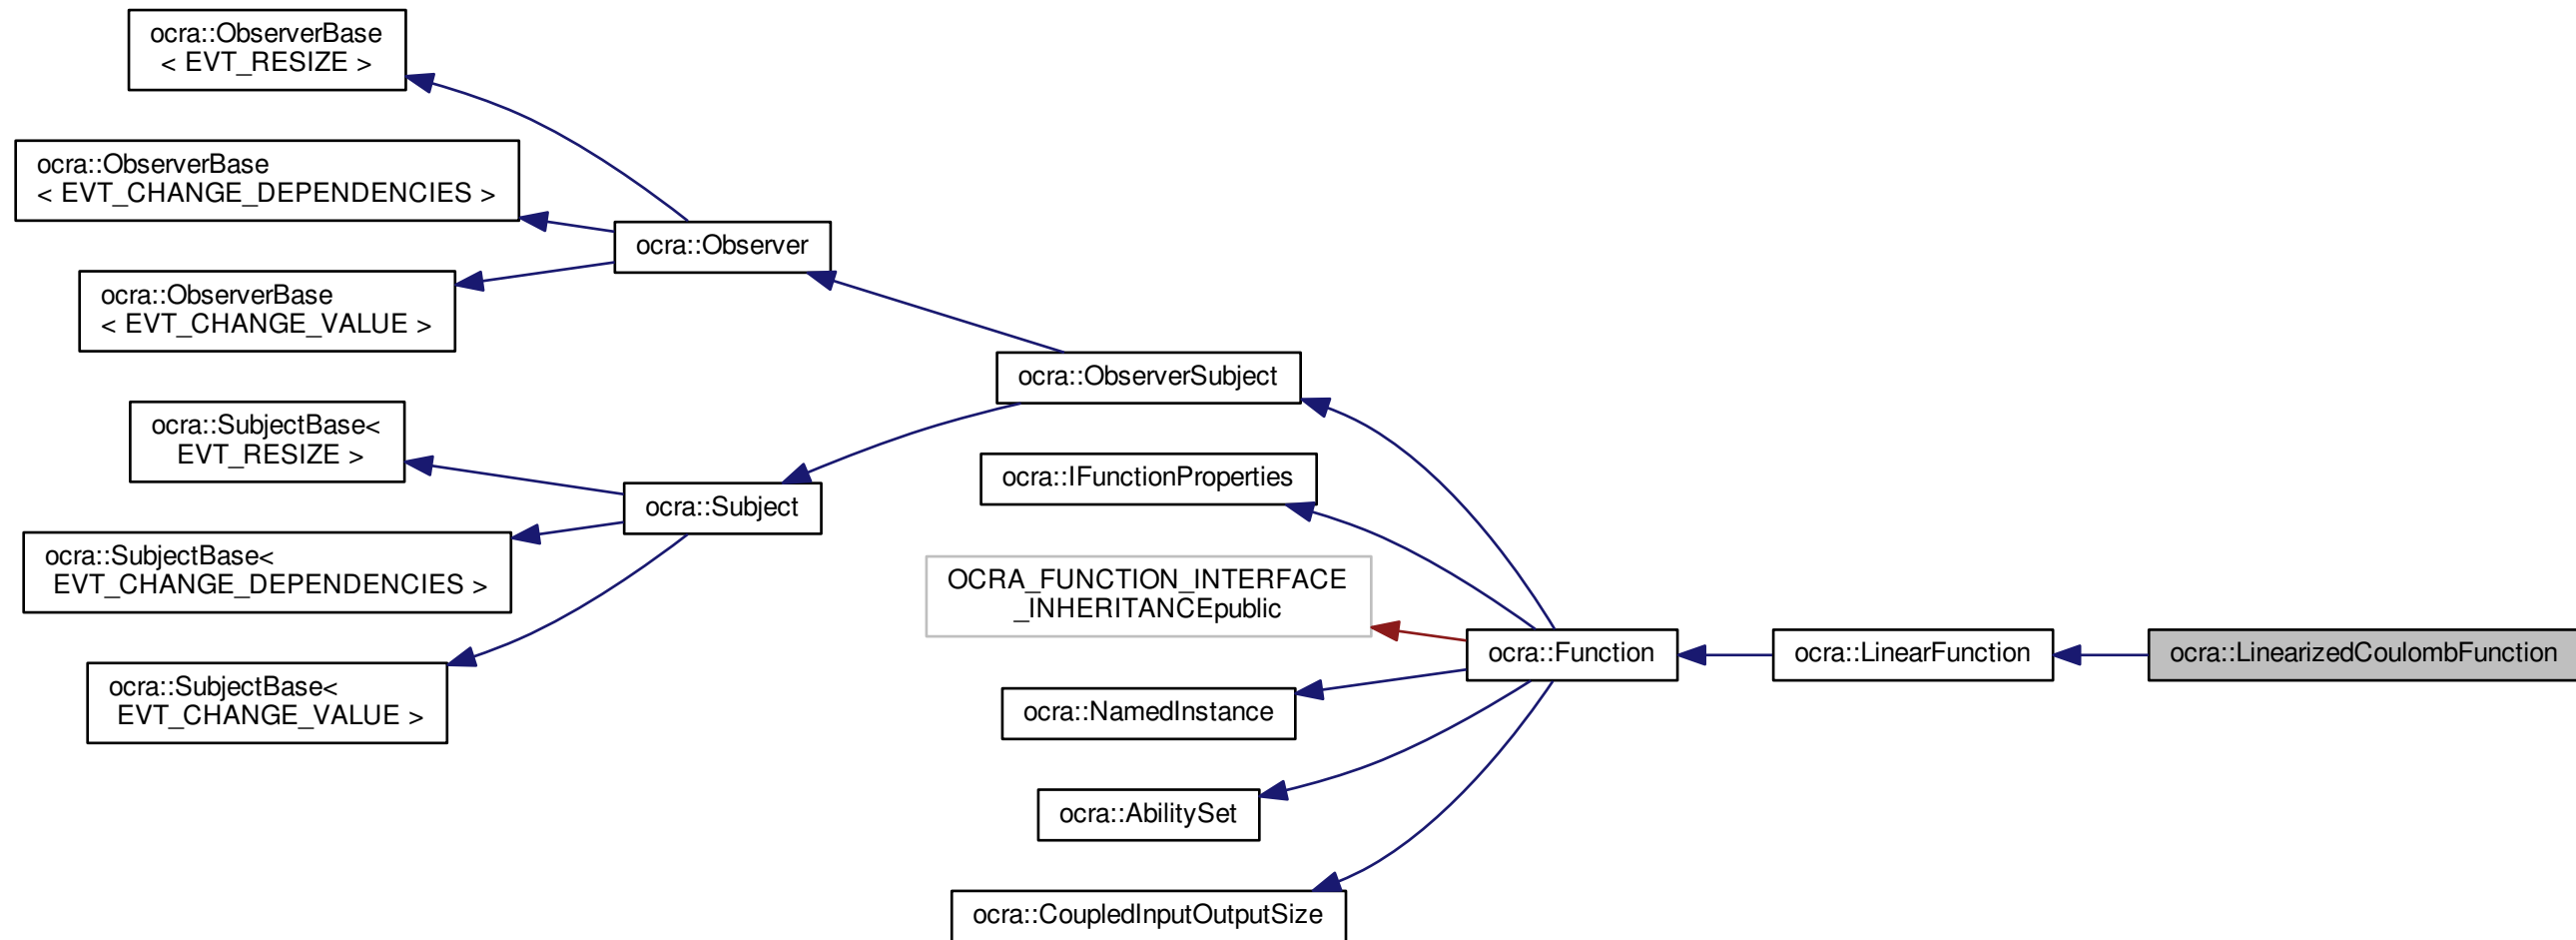 ocra::ObserverBase
< EVT_RESIZE >
ocra::ObserverBase
< EVT_CHANGE_DEPENDENCIES >
ocra::ObserverBase
< EVT_CHANGE_VALUE >
ocra::SubjectBase<
EVT_RESIZE >
ocra::SubjectBase<
EVT_CHANGE_DEPENDENCIES >
ocra::SubjectBase<
EVT_CHANGE_VALUE >
ocra::Observer
ocra::Subject
ocra::ObserverSubject
ocra::IFunctionProperties
OCRA_FUNCTION_INTERFACE
_INHERITANCEpublic
ocra::NamedInstance
ocra::AbilitySet
ocra::CoupledInputOutputSize
ocra::Function
ocra::LinearFunction
ocra::LinearizedCoulombFunction